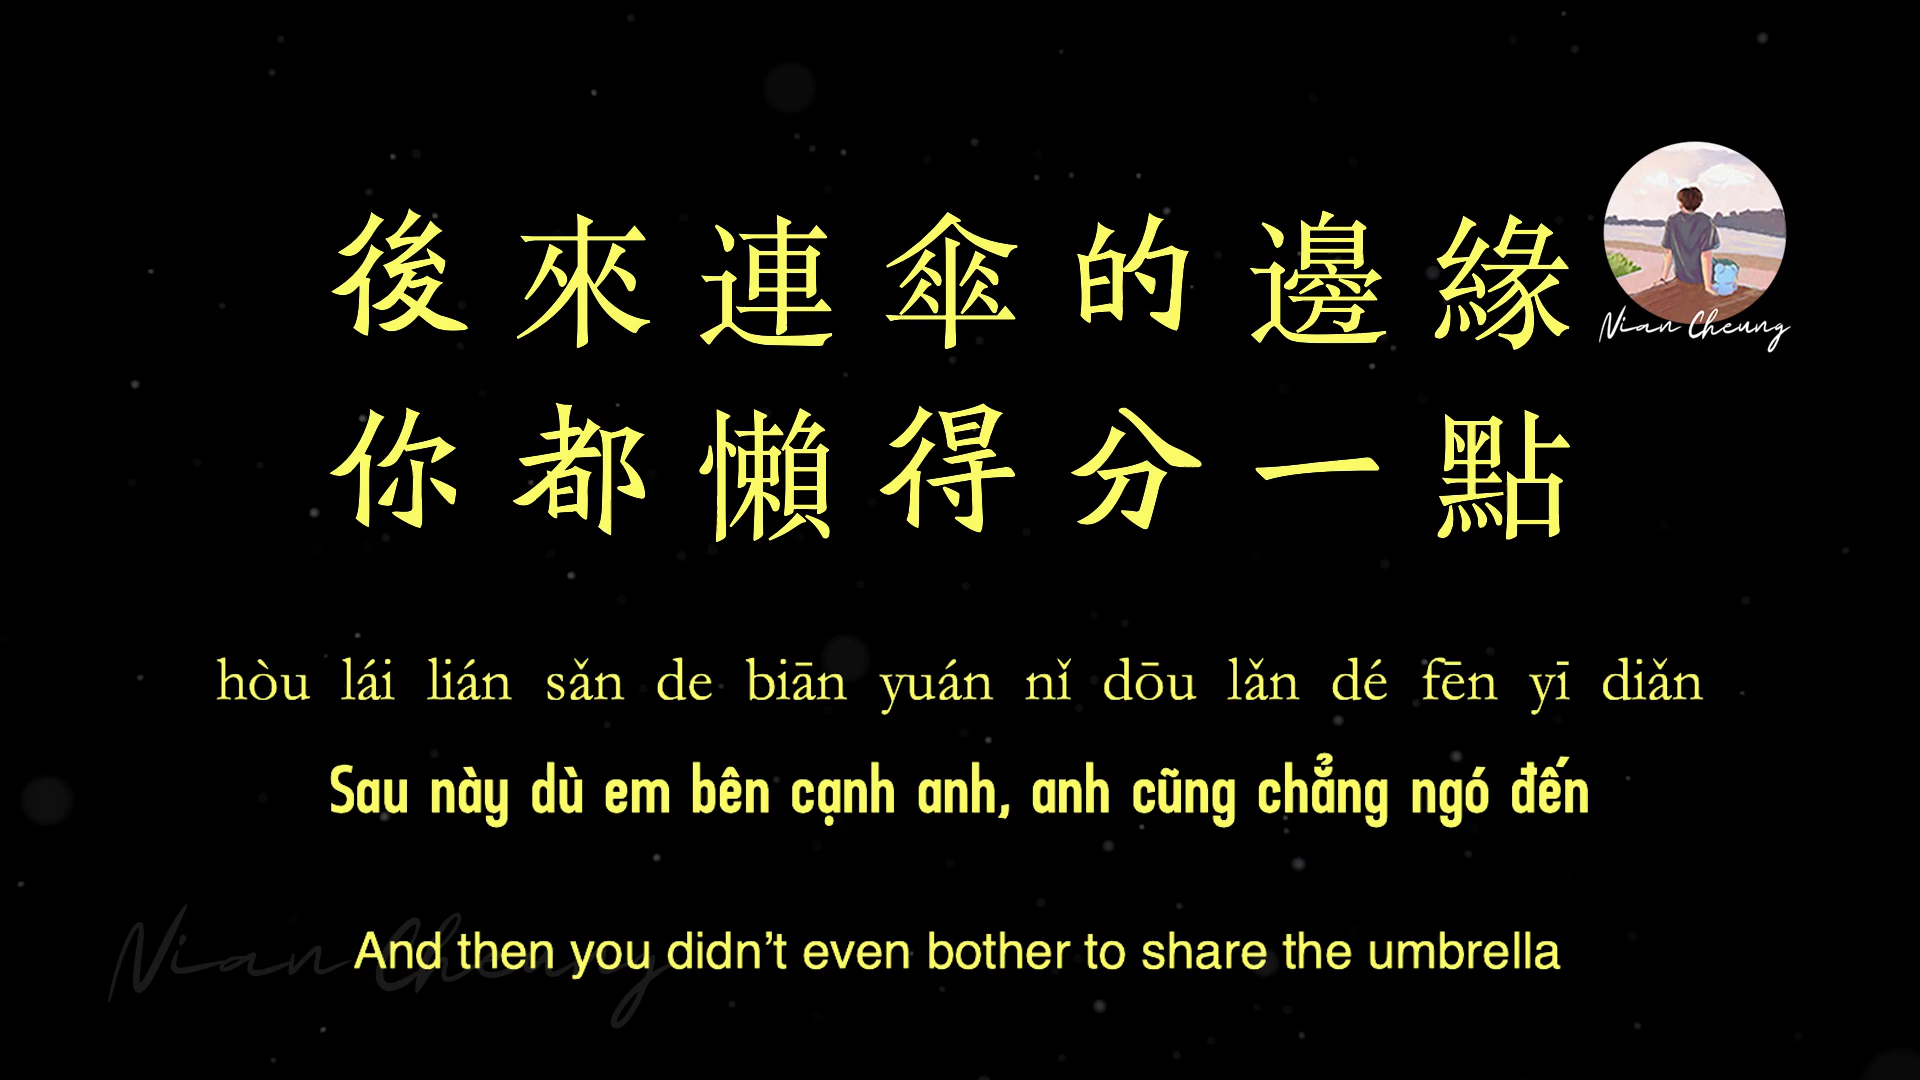 後來連傘的邊緣
Nian Cheung
你都懶得分一點
hòu lái lián sǎn de biān yuán nǐ dōu lǎn dé fēn yī diǎn
Sau này dù em bên cạnh anh, anh cũng chẳng ngó đến
And then you didn’t even bother to share the umbrella
Nian Cheung